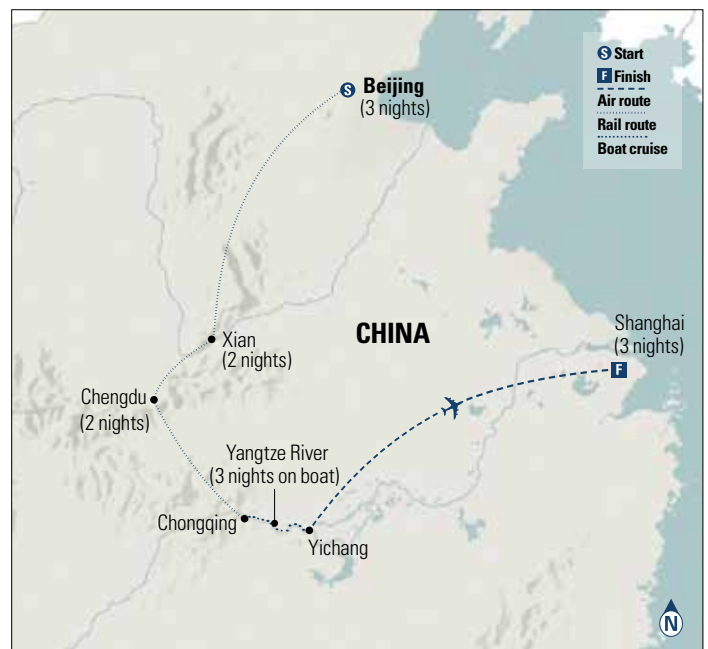 S Start
F Finish
Air route
Rail route
Boat cruise
S Beijing
(3 nights)
Xian
(2 nights)
CHINA
Shanghai
(3 nights)
F
Chengdu
(2 nights)
Yangtze River
(3 nights on boat)
Chongqing
Yichang
N